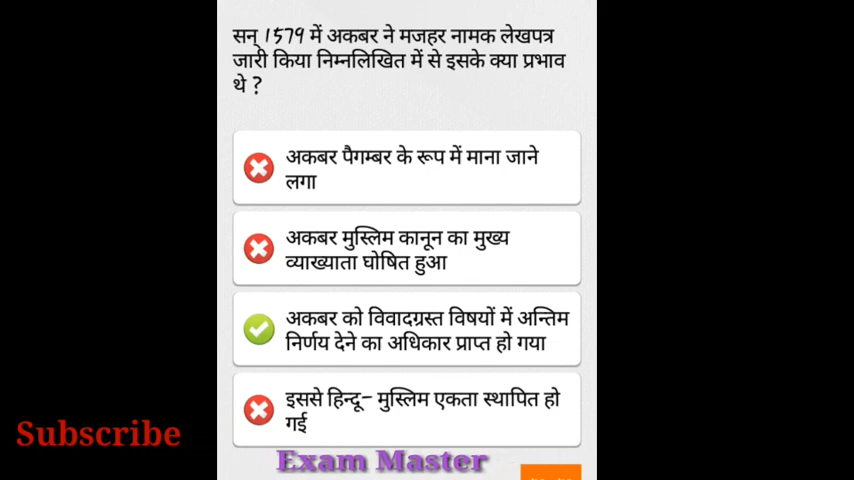 सन् 1579 में अकबर ने मजहर नामक लेखपत्र
जारी किया निम्नलिखित में से इसके क्या प्रभाव
थे ?
अकबर पैगम्बर के रूप में माना जाने
लगा
अकबर मुस्लिम कानून का मुख्य
व्याख्याता घोषित हुआ
अकबर को विवादग्रस्त विषयों में अन्तिम
निर्णय देने का अधिकार प्राप्त हो गया
इससे हिन्दू- मुस्लिम एकता स्थापित हो
गई
Subscribe
Exam Master